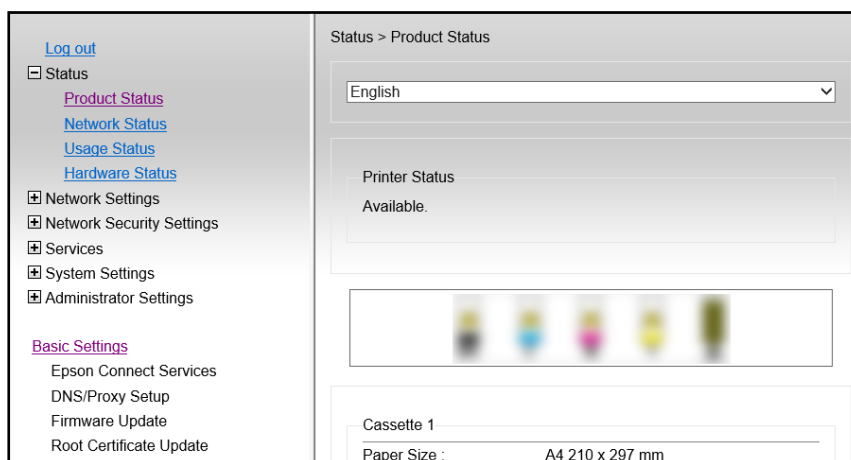 Log out
Status
Product Status
Network Status
Usage Status
Hardware Status
Network Settings
Network Security Settings
Services
System Settings
Administrator Settings
Basic Settings
Epson Connect Services
DNS/Proxy Setup
Firmware Update
Root Certificate Update
Status > Product Status
English
Printer Status
Available.
Cassette 1
Paper Size : A4 210 x 297 mm